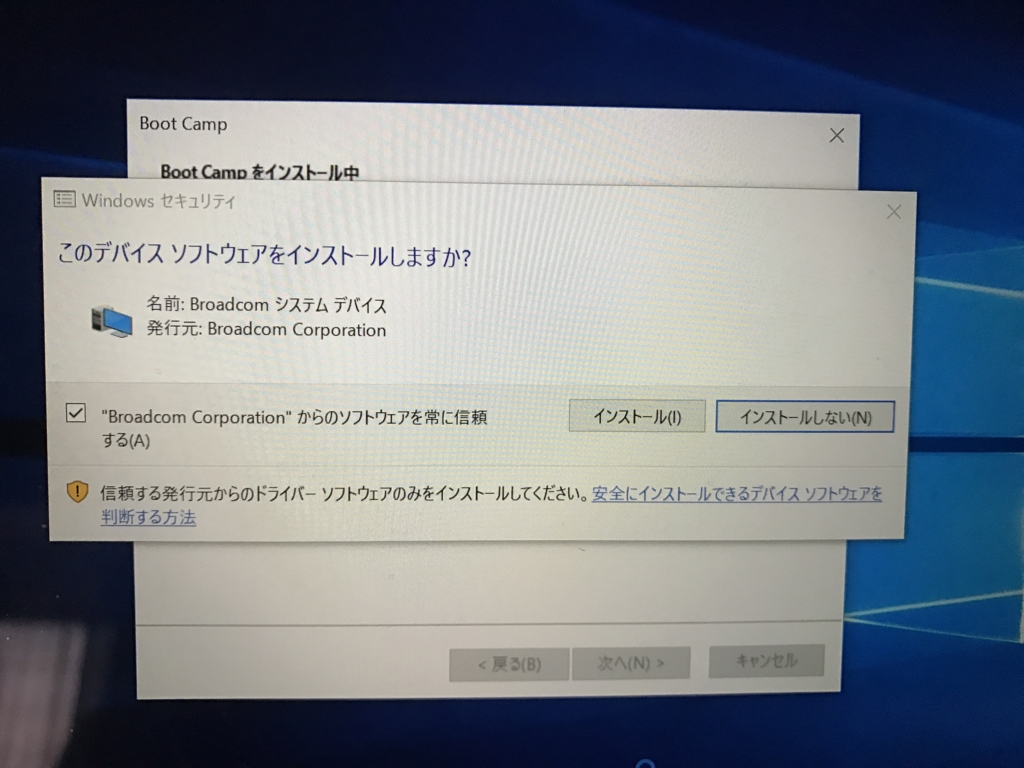 Boot Camp
Boot Camp をインストール中
Windows セキュリティ
このデバイス ソフトウェアをインストールしますか?
名前: Broadcom システム デバイス
発行元: Broadcom Corporation
"Broadcom Corporation" からのソフトウェアを常に信頼
する(A)
インストール(I)
インストールしない(N)
信頼する発行元からのドライバー ソフトウェアのみをインストールしてください。安全にインストールできるデバイス ソフトウェアを
判断する方法
< 戻る(B)
次へ(N) >
キャンセル